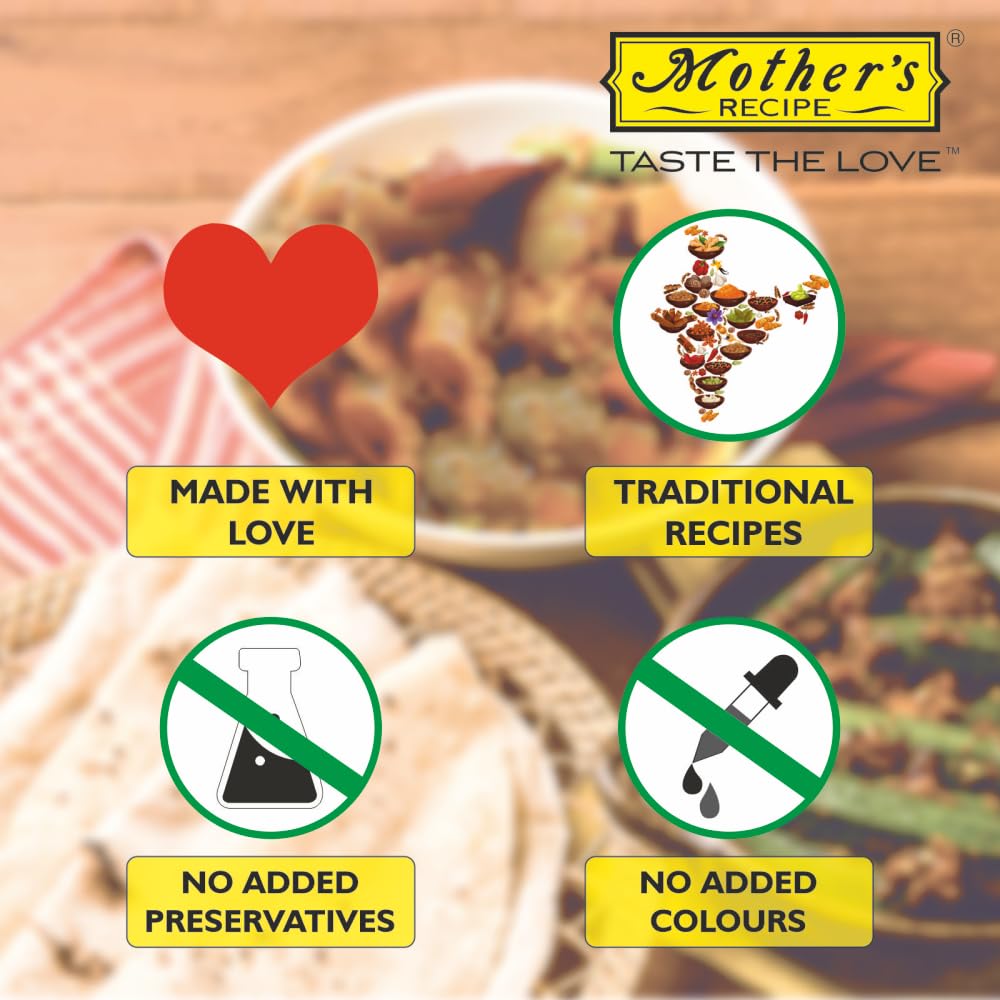 Mother's®
RECIPE
TASTE THE LOVE™
MADE WITH
LOVE
TRADITIONAL
RECIPES
NO ADDED
PRESERVATIVES
NO ADDED
COLOURS